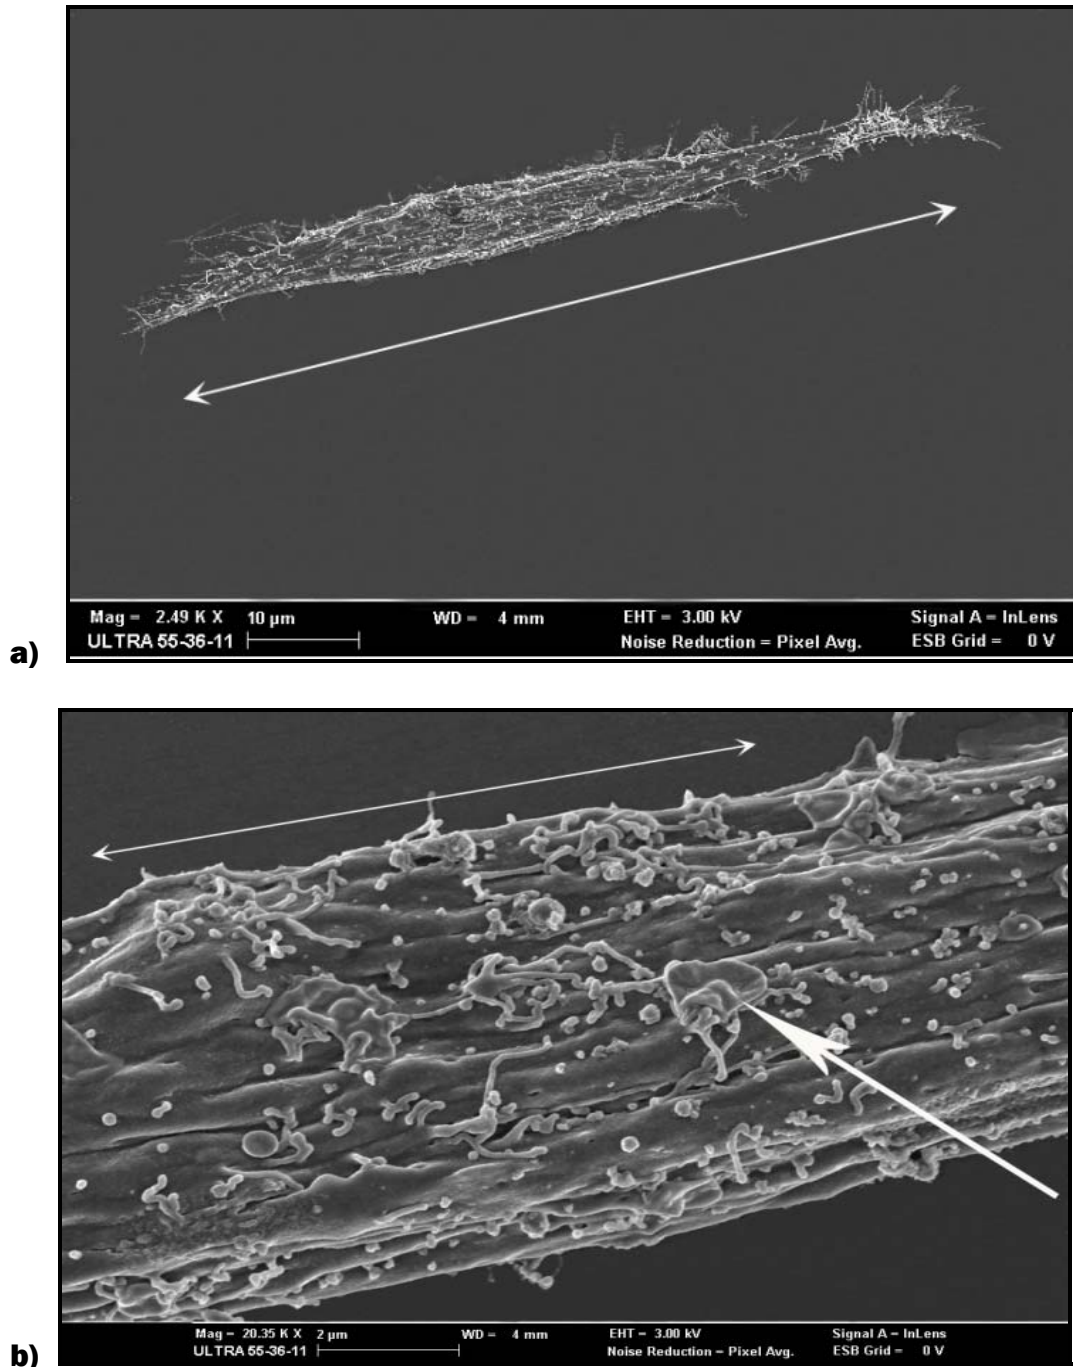 Mag = 2.49 K X 10 µm WD = 4 mm EHT = 3.00 kV Signal A = InLens
ULTRA 55-36-11 Noise Reduction = Pixel Avg. ESB Grid = 0 V
a)
Mag = 20.35 K X 2 µm WD = 4 mm EHT = 3.00 kV Signal A = InLens
ULTRA 55-36-11 Noise Reduction = Pixel Avg. ESB Grid = 0 V
b)